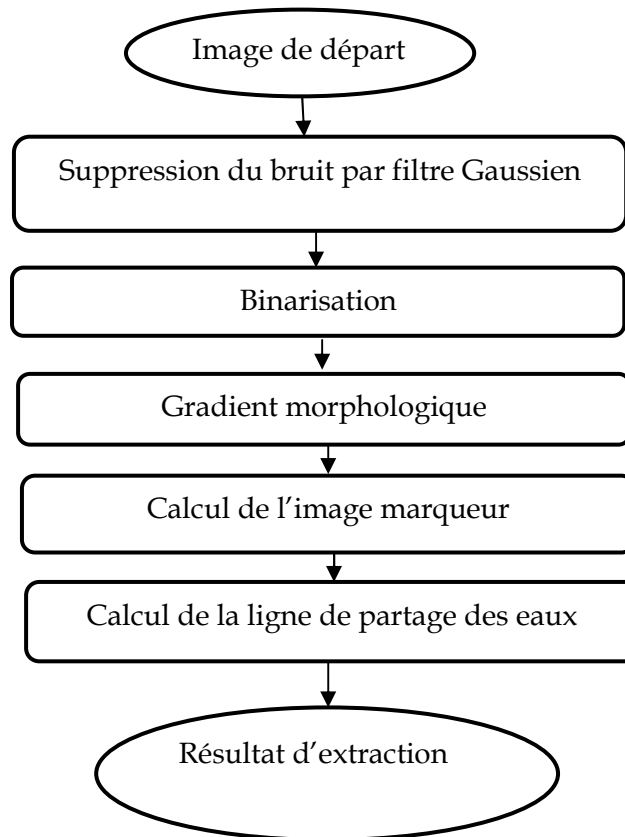 Image de départ
Suppression du bruit par filtre Gaussien
Binarisation
Gradient morphologique
Calcul de l’image marqueur
Calcul de la ligne de partage des eaux
Résultat d’extraction